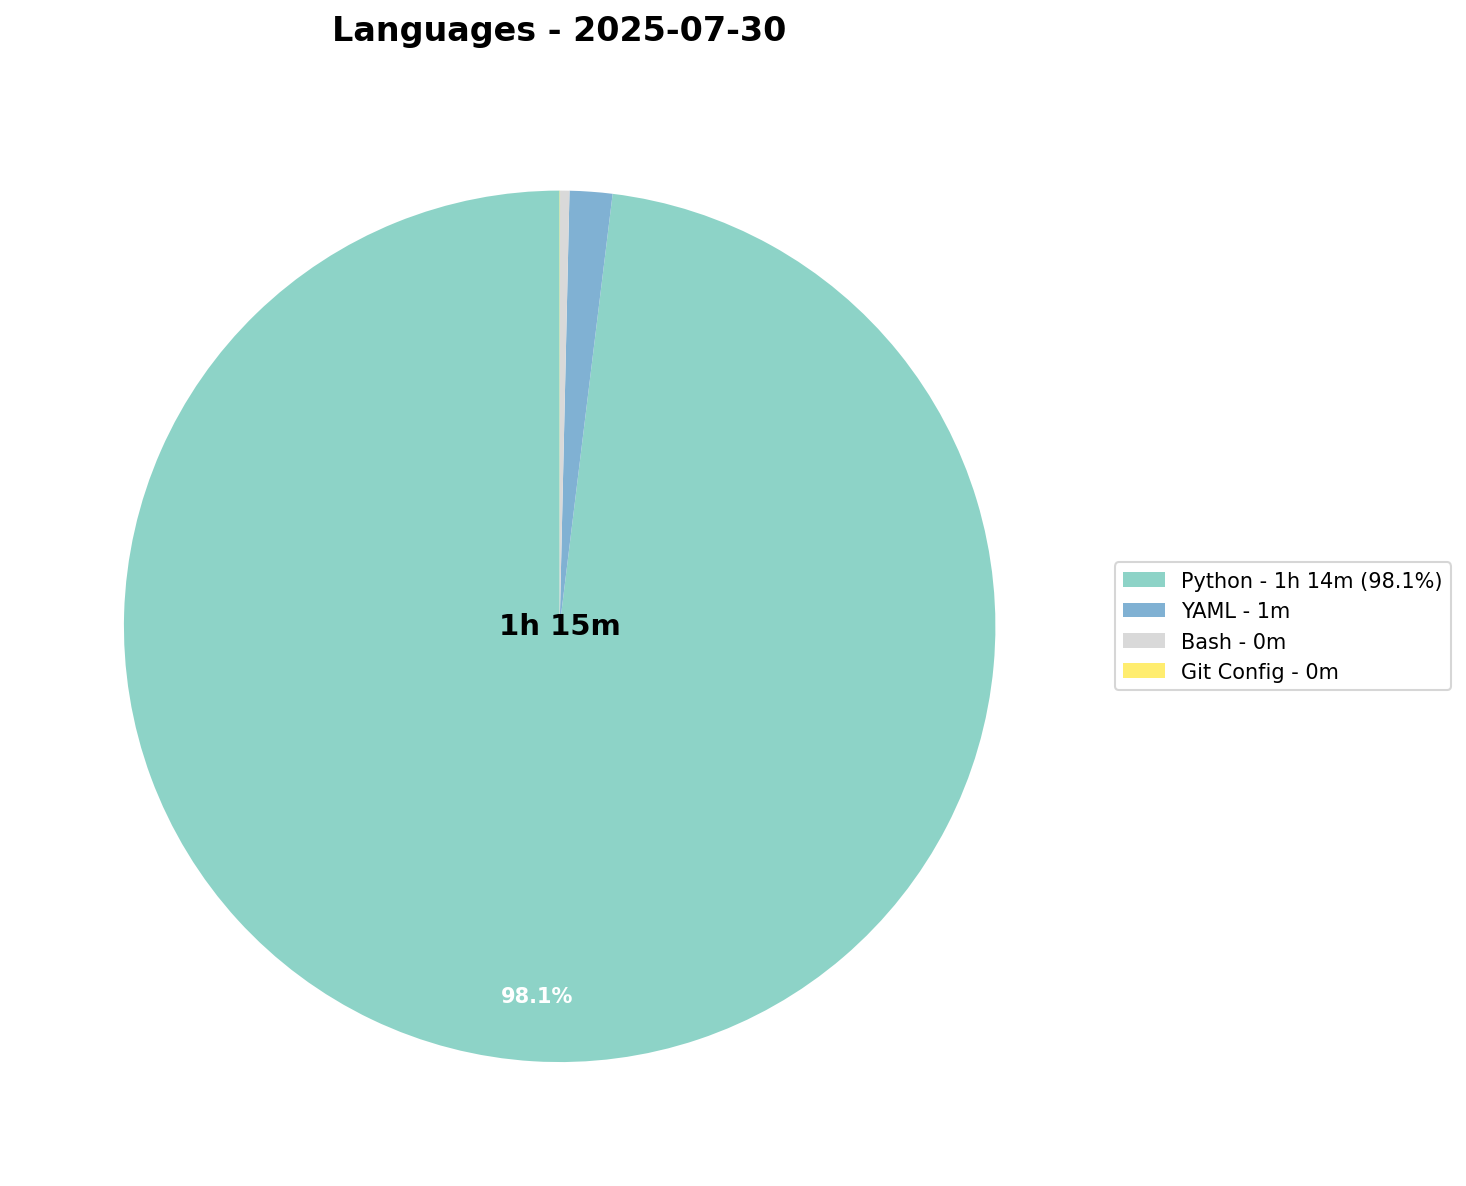 Languages - 2025-07-30
1h 15m
98.1%
Python - 1h 14m (98.1%)
YAML - 1m
Bash - 0m
Git Config - 0m